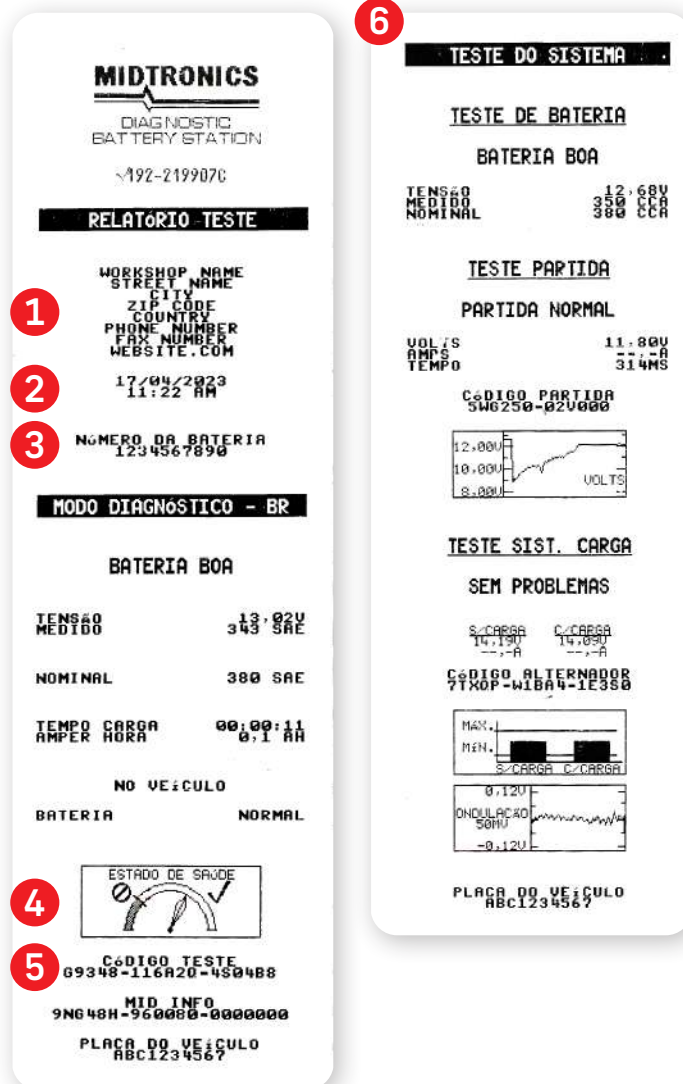 MIDTRONICS
DIAGNOSTIC
BATTERY STATION
192-219907C
RELATÓRIO TESTE
1
WORKSHOP NAME
STREET NAME
CITY
ZIP CODE
COUNTRY
PHONE NUMBER
FAX NUMBER
WEBSITE.COM
2
17/04/2023
11:22 AM
3
NÚMERO DA BATERIA
1234567890
MODO DIAGNÓSTICO - BR
BATERIA BOA
TENSÃO 13,02V
MEDIDO 343 SAE
NOMINAL 380 SAE
TEMPO CARGA 00:00:11
AMPER HORA 0,1 AH
NO VEÍCULO
BATERIA NORMAL
4
ESTADO DE SAÚDE
5
CÓDIGO TESTE
G9348-116A2O-4S04B8
MID INFO
9NG48H-960080-0000000
PLACA DO VEÍCULO
ABC1234567
6
TESTE DO SISTEMA
TESTE DE BATERIA
BATERIA BOA
TENSÃO 12,68V
MEDIDO 350 CCA
NOMINAL 380 CCA
TESTE PARTIDA
PARTIDA NORMAL
VOLTS 11,80V
AMPS --,-A
TEMPO 314MS
CÓDIGO PARTIDA
5WG250-02V000
12,00V
10,00V
VOLTS
8,00V
TESTE SIST. CARGA
SEM PROBLEMAS
S/CARGA C/CARGA
14,19V 14,09V
--,-A --,-A
CÓDIGO ALTERNADOR
7TXOP-W1BA4-1E3S0
MÁX.
MÍN.
S/CARGA C/CARGA
0,12V
ONDULAÇÃO
50MV
-0,12V
PLACA DO VEÍCULO
ABC1234567